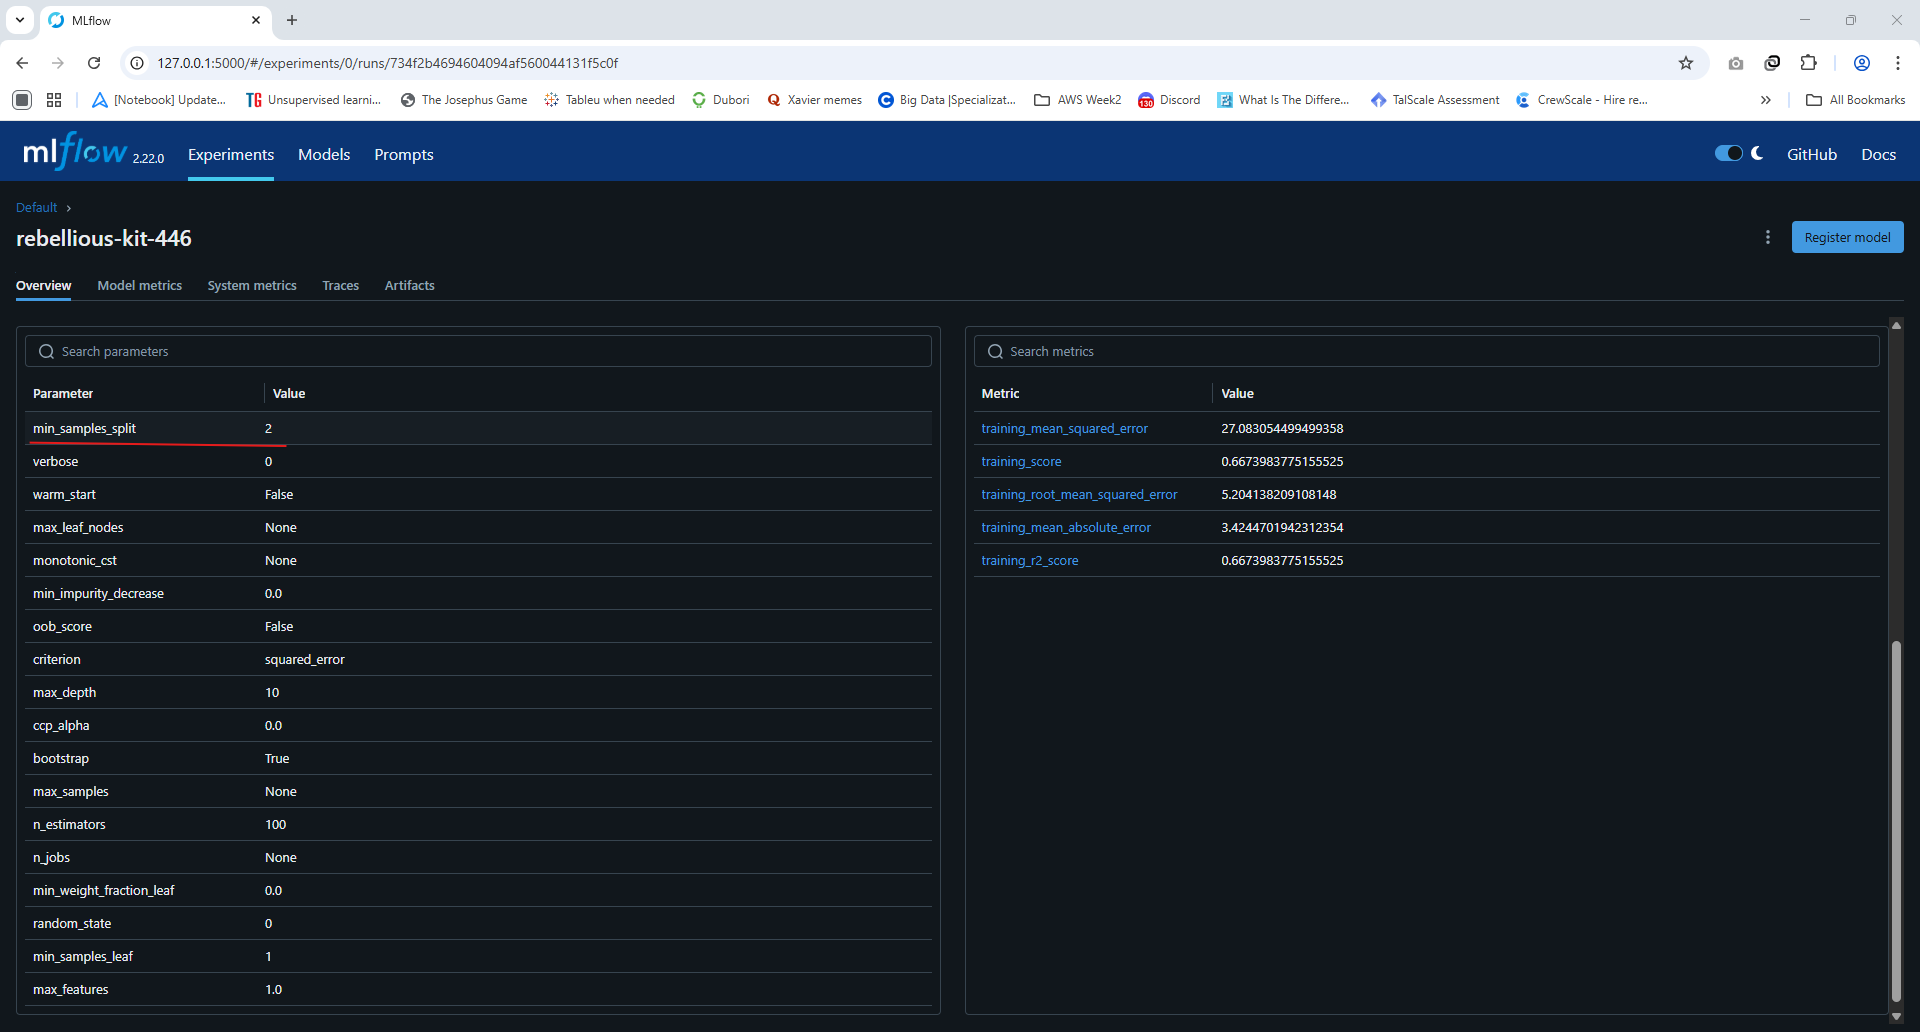 MLflow
127.0.0.1:5000/#/experiments/0/runs/734f2b4694604094af560044131f5c0f
[Notebook] Update... TG Unsupervised learni... The Josephus Game Tableu when needed Dubori Xavier memes Big Data |Specializat... AWS Week2 130 Discord What Is The Differe... TalScale Assessment CrewScale - Hire re... » All Bookmarks
mlflow 2.22.0 Experiments Models Prompts GitHub Docs
Default ›
rebellious-kit-446
Register model
Overview Model metrics System metrics Traces Artifacts
Search parameters
Parameter Value
min_samples_split 2
verbose 0
warm_start False
max_leaf_nodes None
monotonic_cst None
min_impurity_decrease 0.0
oob_score False
criterion squared_error
max_depth 10
ccp_alpha 0.0
bootstrap True
max_samples None
n_estimators 100
n_jobs None
min_weight_fraction_leaf 0.0
random_state 0
min_samples_leaf 1
max_features 1.0
Search metrics
Metric Value
training_mean_squared_error 27.083054499499358
training_score 0.6673983775155525
training_root_mean_squared_error 5.204138209108148
training_mean_absolute_error 3.4244701942312354
training_r2_score 0.6673983775155525